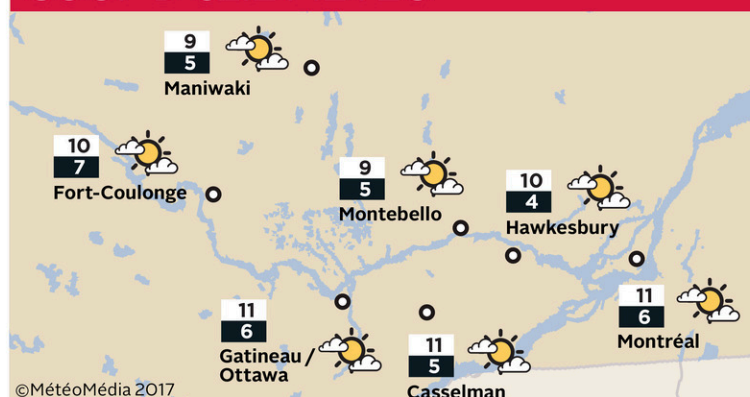 9
5
Maniwaki
10
7
Fort-Coulonge
9
5
Montebello
10
4
Hawkesbury
11
6
Gatineau /
Ottawa
11
5
Casselman
11
6
Montréal
©MétéoMédia 2017